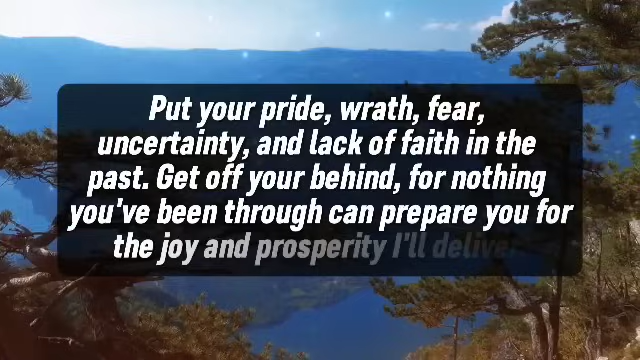 Put your pride, wrath, fear,
uncertainty, and lack of faith in the
past. Get off your behind, for nothing
you've been through can prepare you for
the joy and prosperity I'll